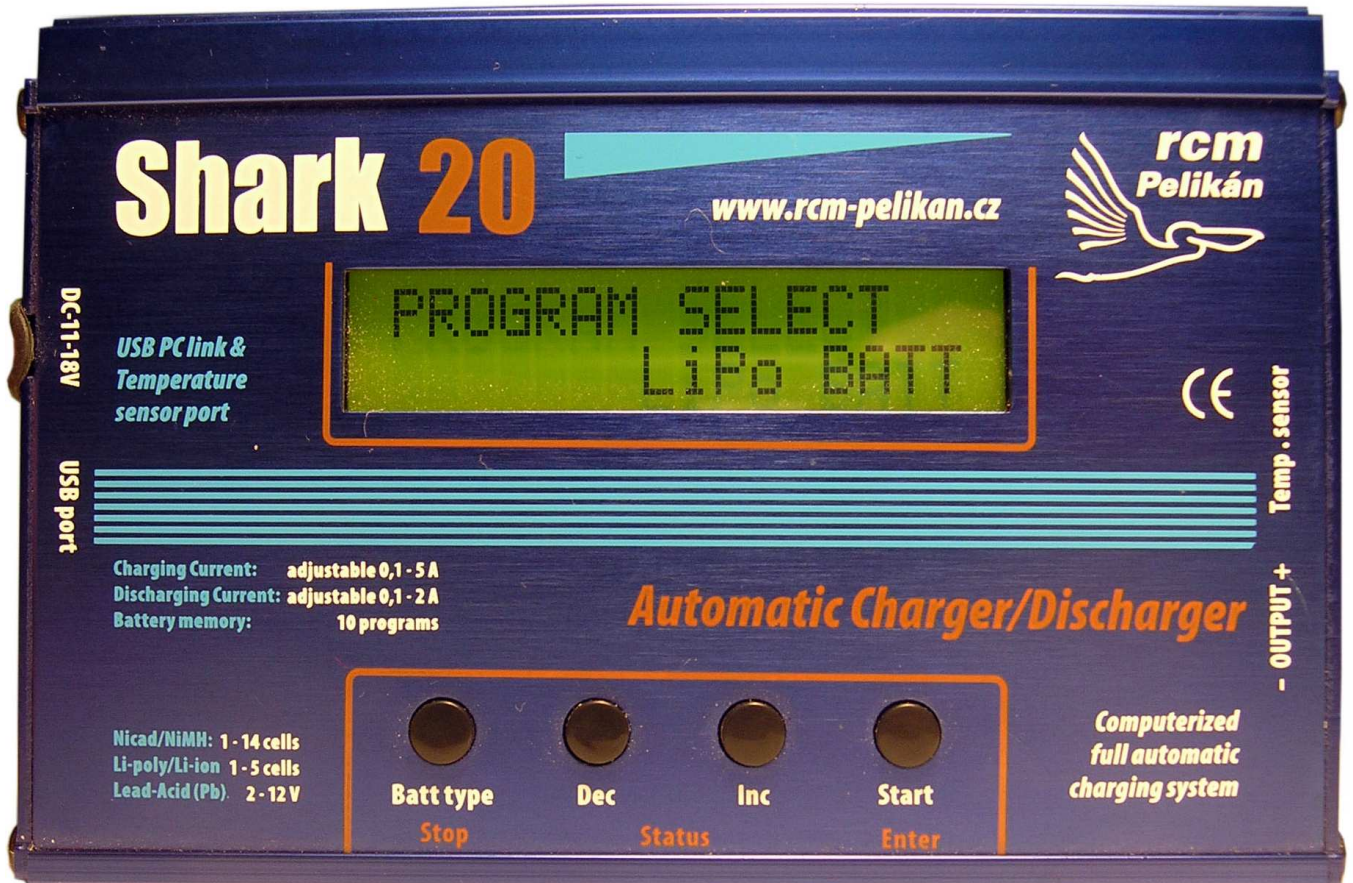 Shark 20
www.rcm-pelikan.cz
rcm
Pelikán
PROGRAM SELECT
LiPo BATT
DC-11-18V
USB PC link &
Temperature
sensor port
CE
Temp. sensor
USB port
Charging Current: adjustable 0,1 - 5 A
Discharging Current: adjustable 0,1 - 2 A
Battery memory: 10 programs
Automatic Charger/Discharger
- OUTPUT +
Nicad/NiMH: 1 - 14 cells
Li-poly/Li-ion 1 - 5 cells
Lead-Acid (Pb) 2 - 12 V
Batt type Dec Inc Start
Stop Status Enter
Computerized
full automatic
charging system